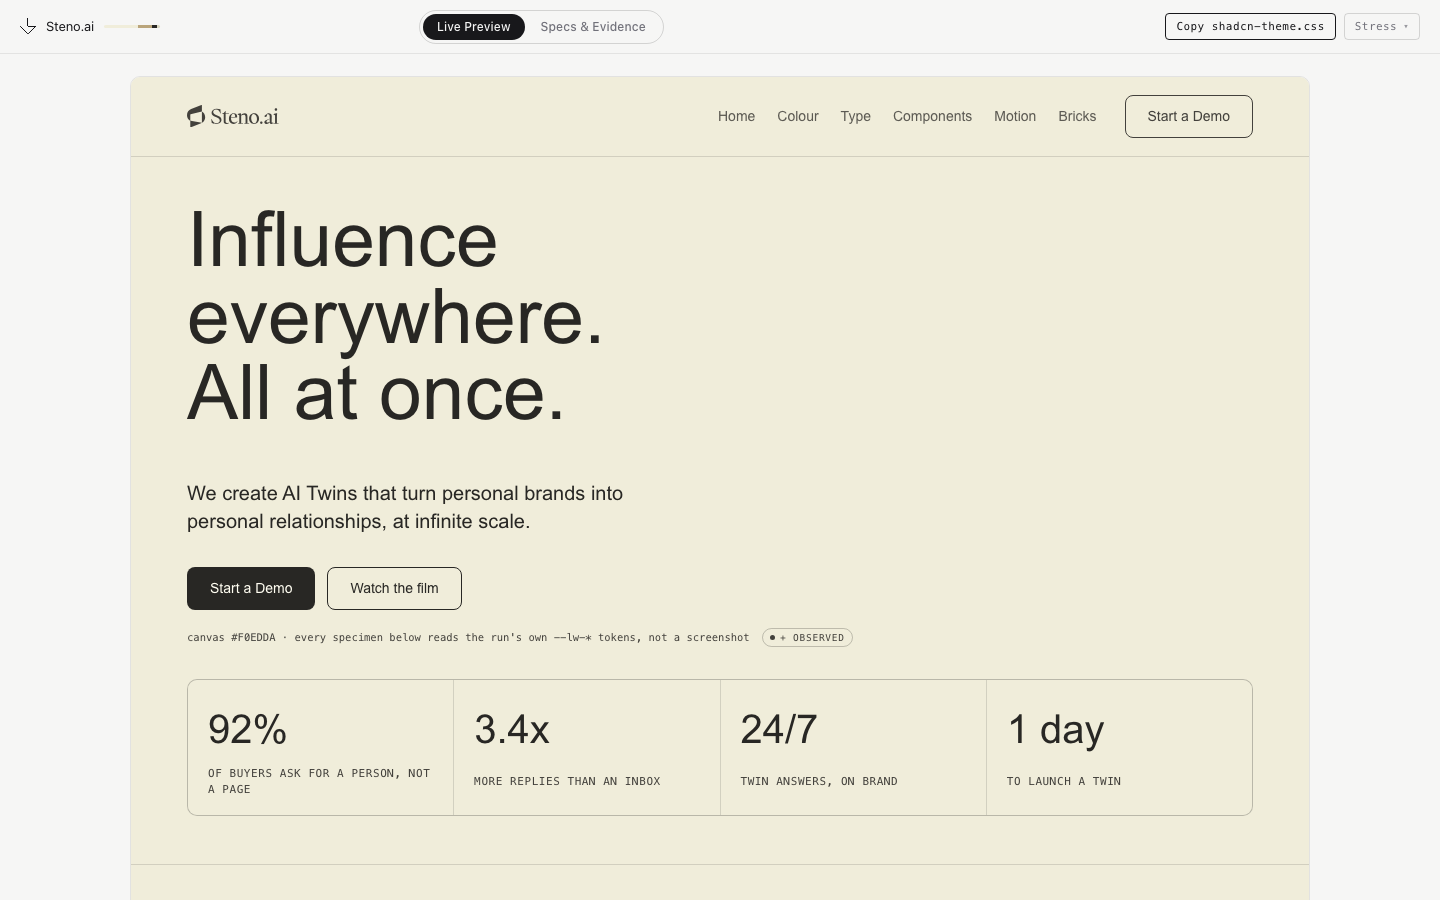 Steno.ai
Live Preview
Specs & Evidence
Copy shadcn-theme.css
Stress
Steno.ai
Home
Colour
Type
Components
Motion
Bricks
Start a Demo
Influence
everywhere.
All at once.
We create AI Twins that turn personal brands into
personal relationships, at infinite scale.
Start a Demo
Watch the film
canvas #F0EDDA · every specimen below reads the run's own --lw-* tokens, not a screenshot
+ OBSERVED
92%
OF BUYERS ASK FOR A PERSON, NOT
A PAGE
3.4x
MORE REPLIES THAN AN INBOX
24/7
TWIN ANSWERS, ON BRAND
1 day
TO LAUNCH A TWIN